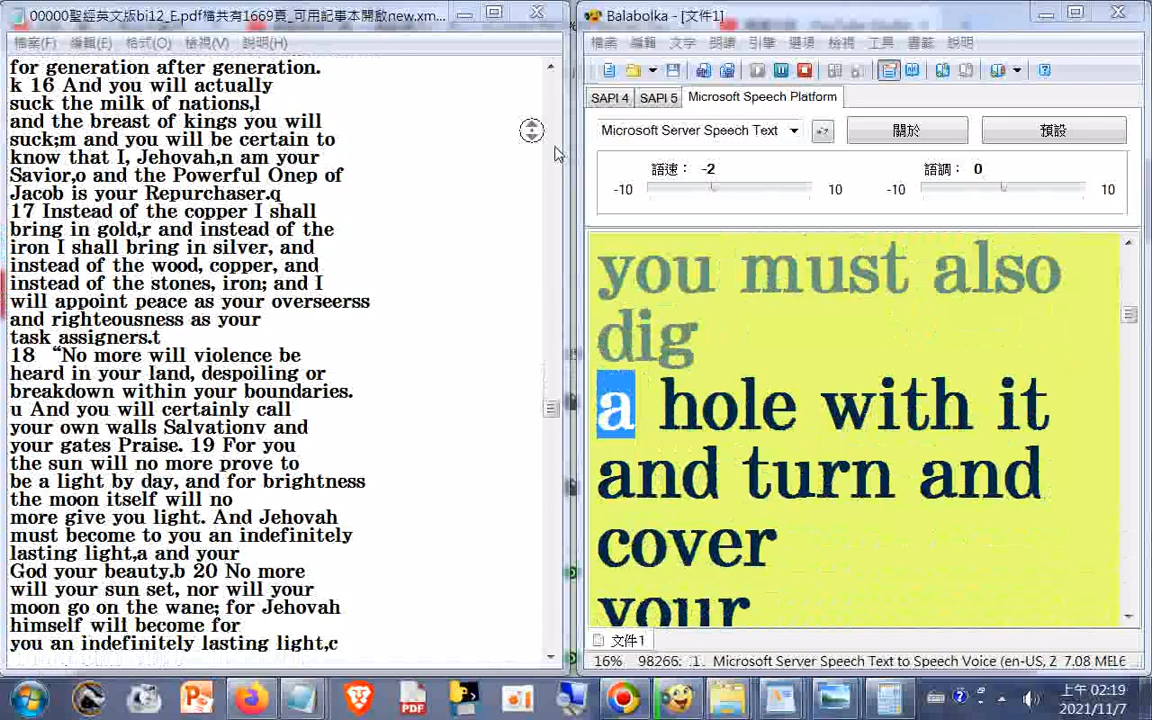 00000聖經英文版bi12_E.pdf檔共有1669頁_可用記事本開啟new.xm...
檔案(F) 編輯(E) 格式(O) 檢視(V) 說明(H)
for generation after generation.
k 16 And you will actually
suck the milk of nations,l
and the breast of kings you will
suck;m and you will be certain to
know that I, Jehovah,n am your
Savior,o and the Powerful Onep of
Jacob is your Repurchaser.q
17 Instead of the copper I shall
bring in gold,r and instead of the
iron I shall bring in silver, and
instead of the wood, copper, and
instead of the stones, iron; and I
will appoint peace as your overseerss
and righteousness as your
task assigners.t
18 “No more will violence be
heard in your land, despoiling or
breakdown within your boundaries.
u And you will certainly call
your own walls Salvationv and
your gates Praise. 19 For you
the sun will no more prove to
be a light by day, and for brightness
the moon itself will no
more give you light. And Jehovah
must become to you an indefinitely
lasting light,a and your
God your beauty.b 20 No more
will your sun set, nor will your
moon go on the wane; for Jehovah
himself will become for
you an indefinitely lasting light,c
Balabolka - [文件1]
檔案 編輯 文字 朗讀 引擎 選項 檢視 工具 書籤 說明
SAPI 4 SAPI 5 Microsoft Speech Platform
Microsoft Server Speech Text 關於 預設
語速： -2 語調： 0
-10 10 -10 10
you must also
dig
a hole with it
and turn and
cover
your
文件1
16% 98266: .1. Microsoft Server Speech Text to Speech Voice (en-US, Z 7.08 МБ
PDF
上午 02:19
2021/11/7